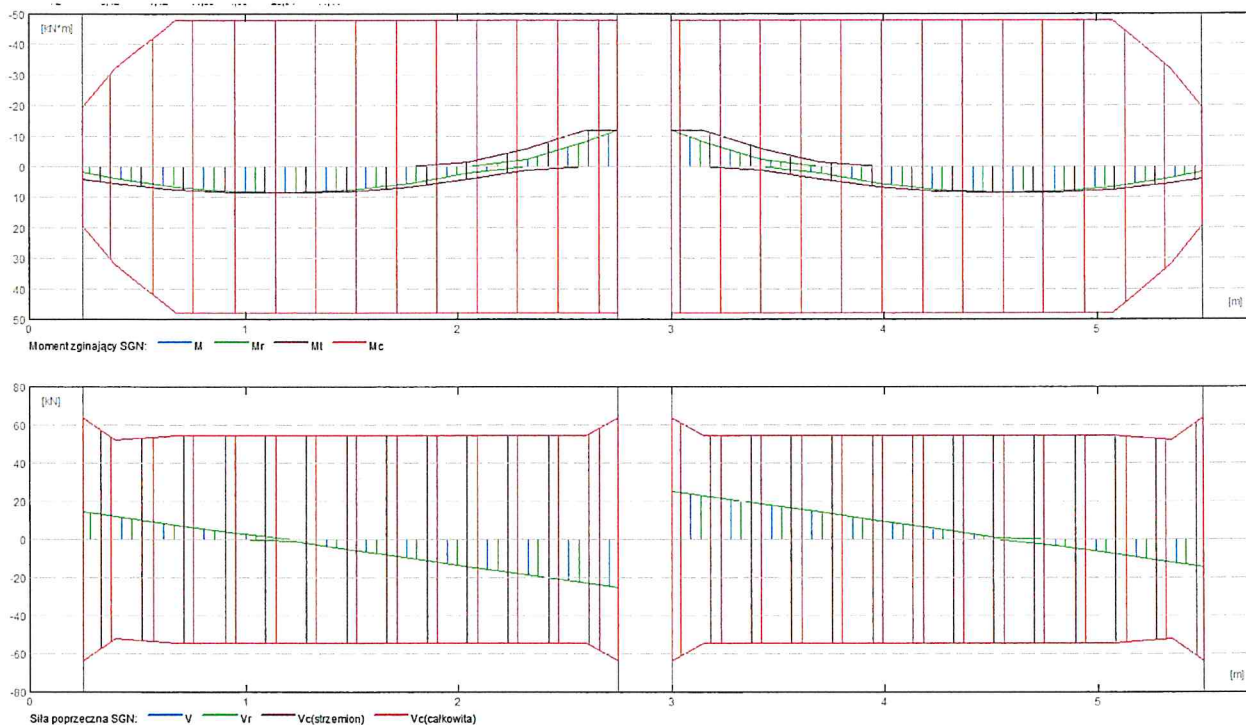 [kN*m]
-50
-40
-30
-20
-10
0
10
20
30
40
50
0 1 2 3 4 5
[m]
Moment zginający SGN: M Mr Mt Mc
[kN]
80
60
40
20
0
-20
-40
-60
-80
0 1 2 3 4 5
[m]
Siła poprzeczna SGN: V Vr Vc(strzemion) Vc(całkowita)